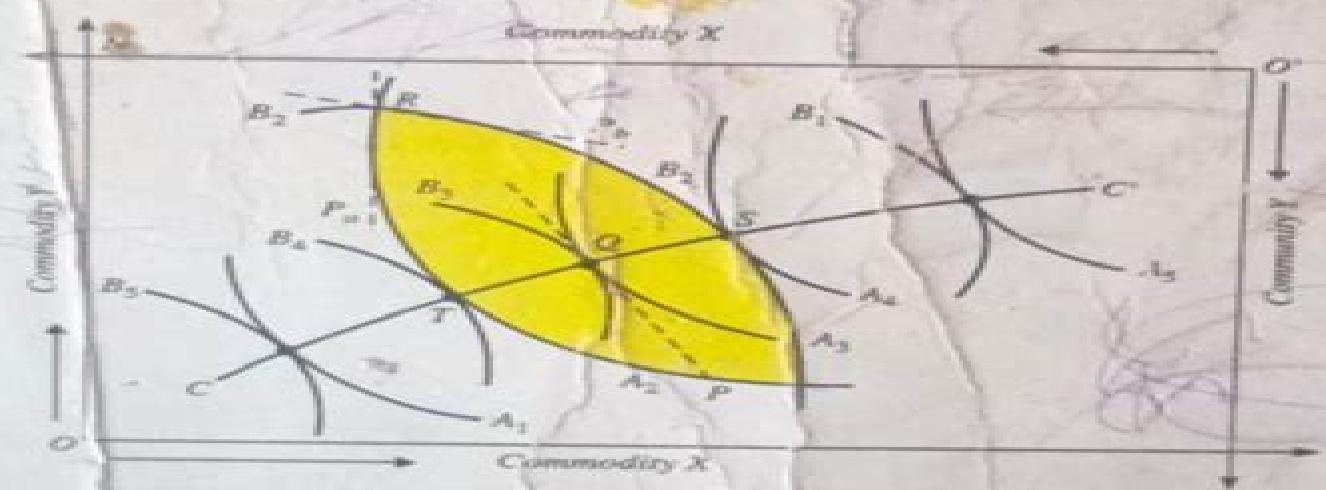 Commodity X
O'
B₂
R
B₁
B₂
C'
B₃
S
Commodity Y
Commodity Y
B₄
Q
A₅
B₅
A₄
T
A₃
C
A₂
P
A₁
O
Commodity X